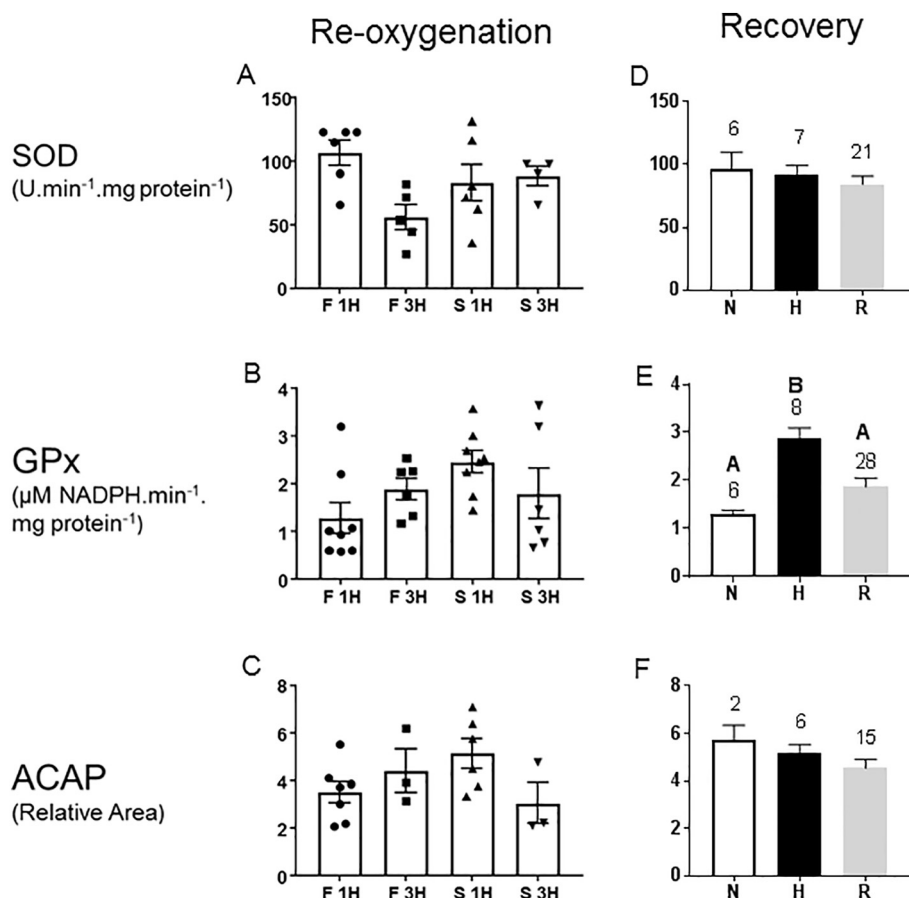 Re-oxygenation
Recovery
SOD
(U.min⁻¹.mg protein⁻¹)
A
150
100
50
0
F 1H
F 3H
S 1H
S 3H
D
150
100
50
0
6
7
21
N
H
R
GPx
(µM NADPH.min⁻¹.
mg protein⁻¹)
B
4
3
2
1
0
F 1H
F 3H
S 1H
S 3H
E
4
3
2
1
0
A
6
B
8
A
28
N
H
R
ACAP
(Relative Area)
C
8
6
4
2
0
F 1H
F 3H
S 1H
S 3H
F
8
6
4
2
0
2
6
15
N
H
R